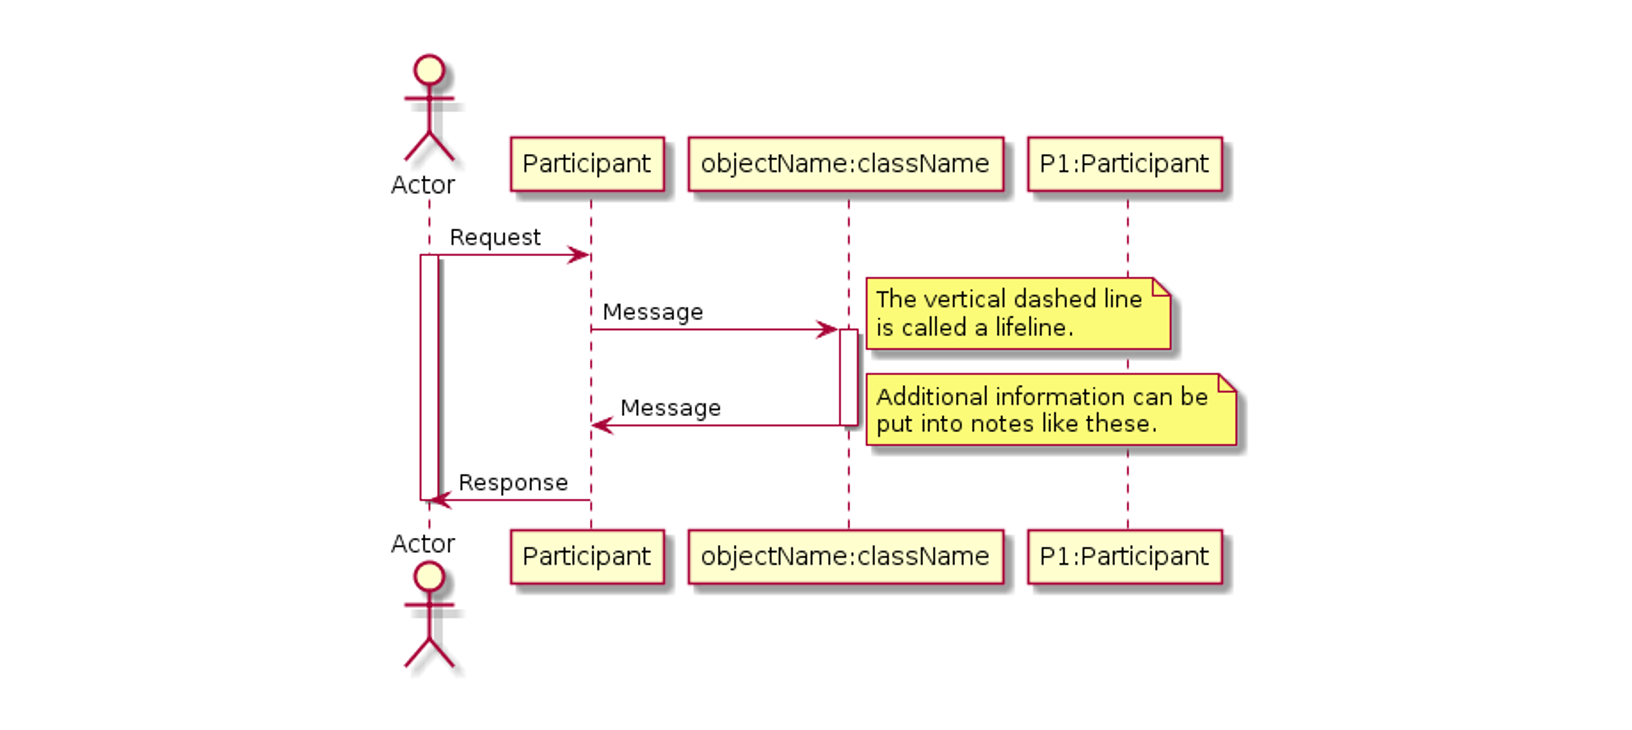 Actor
Participant
objectName:className
P1:Participant
Request
The vertical dashed line
is called a lifeline.
Message
Additional information can be
put into notes like these.
Message
Response
Actor
Participant
objectName:className
P1:Participant